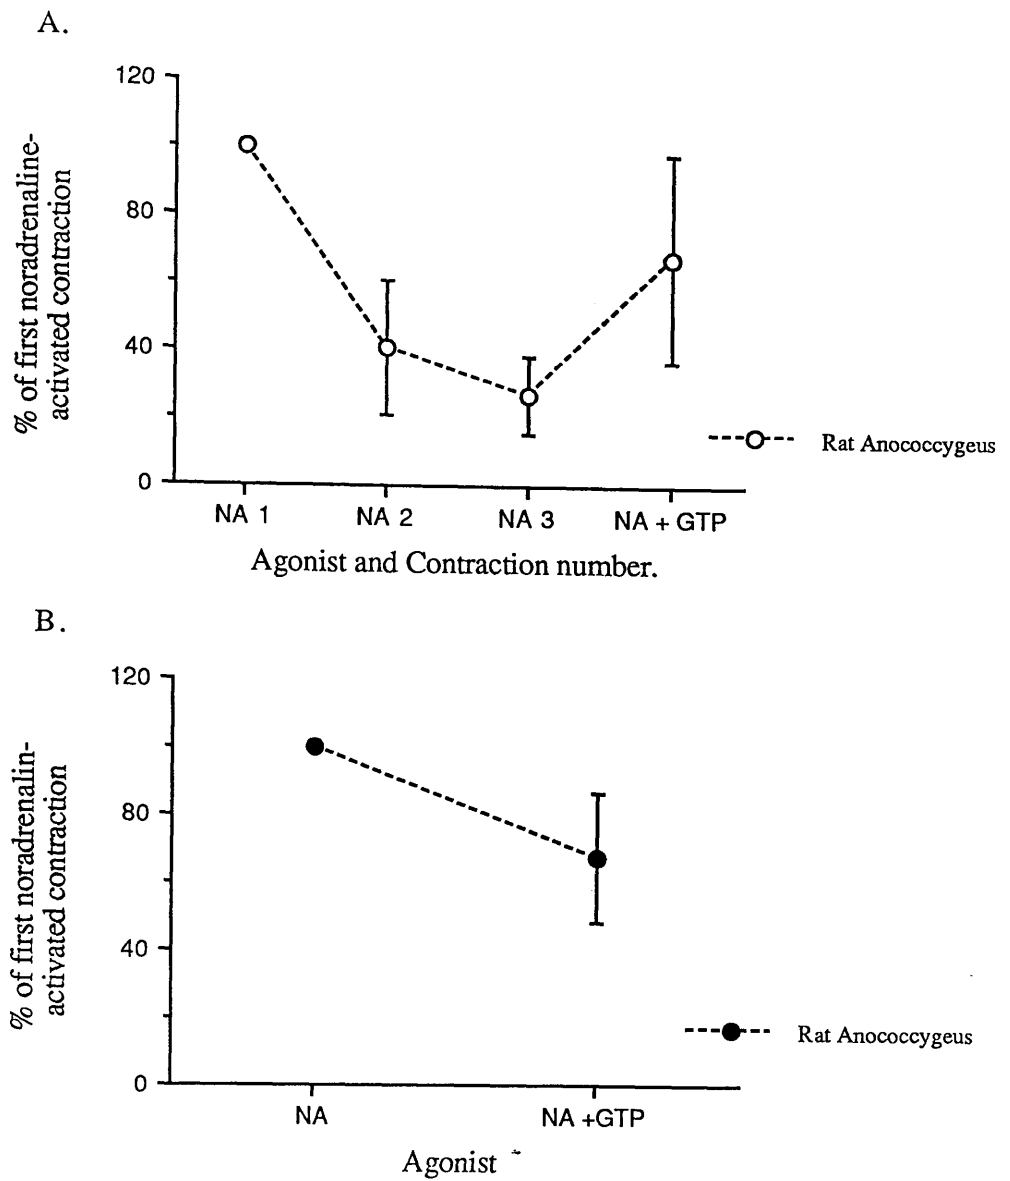 A.
120
80
40
0
% of first noradrenaline-
activated contraction
NA 1 NA 2 NA 3 NA + GTP
Agonist and Contraction number.
Rat Anococcygeus
B.
120
80
40
0
% of first noradrenalin-
activated contraction
NA NA +GTP
Agonist
Rat Anococcygeus